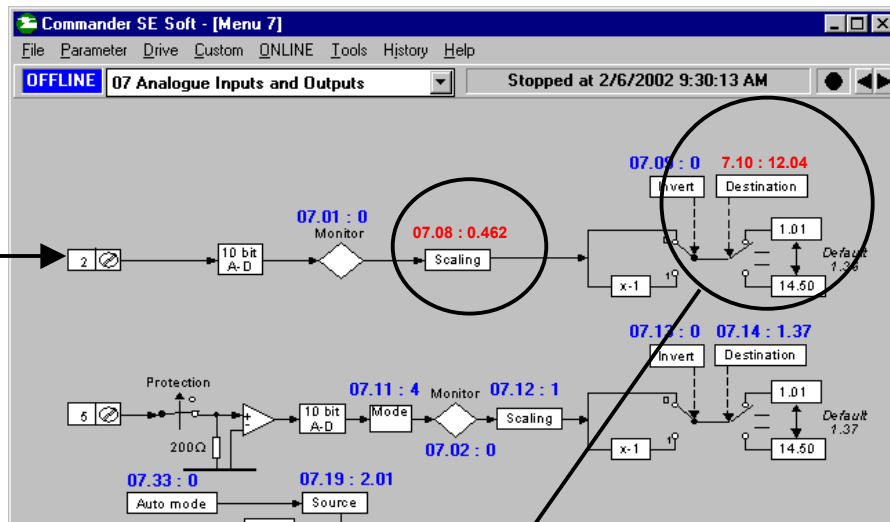 Commander SE Soft - [Menu 7]
File Parameter Drive Custom ONLINE Tools History Help
OFFLINE 07 Analogue Inputs and Outputs Stopped at 2/6/2002 9:30:13 AM
07.09 : 0 7.10 : 12.04
Invert Destination
07.01 : 0
Monitor
07.08 : 0.462
1.01
2
10 bit
A-D
Scaling
Default
1.36
x-1
14.50
07.13 : 0 07.14 : 1.37
Invert Destination
Protection
07.11 : 4 Monitor 07.12 : 1
1.01
5
+
-
10 bit
A-D
Mode
Scaling
Default
1.37
200Ω
07.02 : 0
x-1
14.50
07.33 : 0 07.19 : 2.01
Auto mode Source